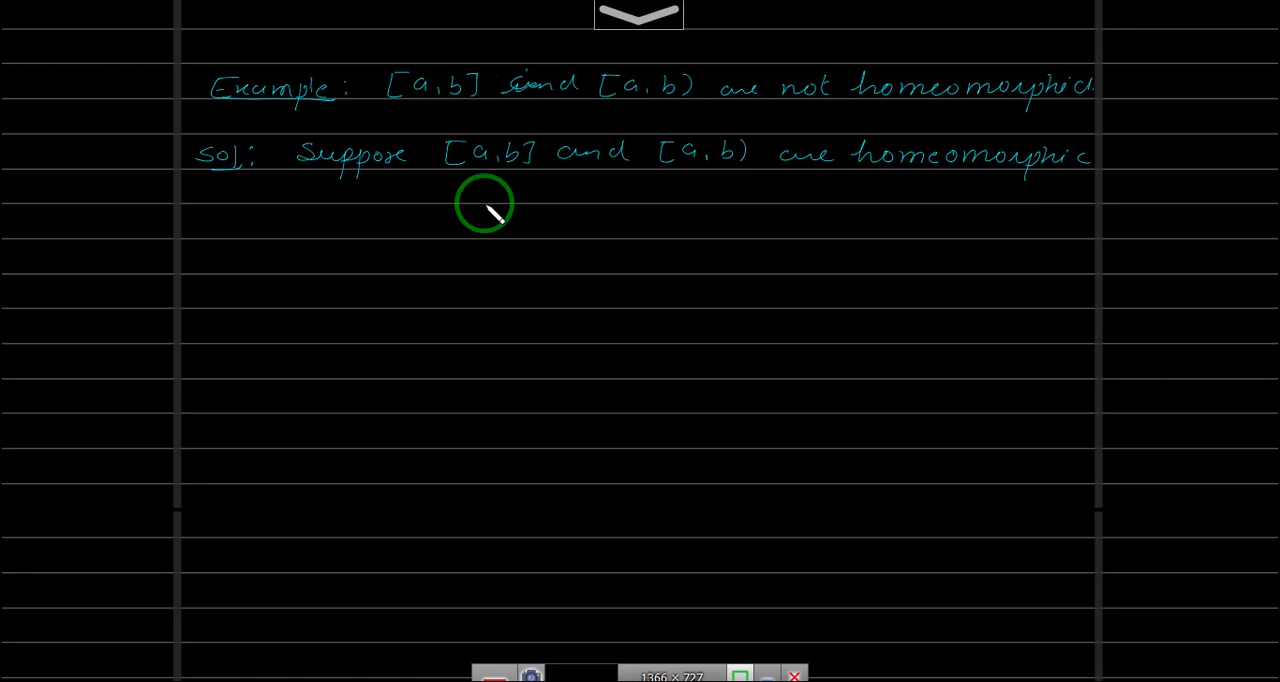 Example: [a,b] and [a,b) are not homeomorphic.
Sol: Suppose [a,b] and [a,b) are homeomorphic
1366 × 727